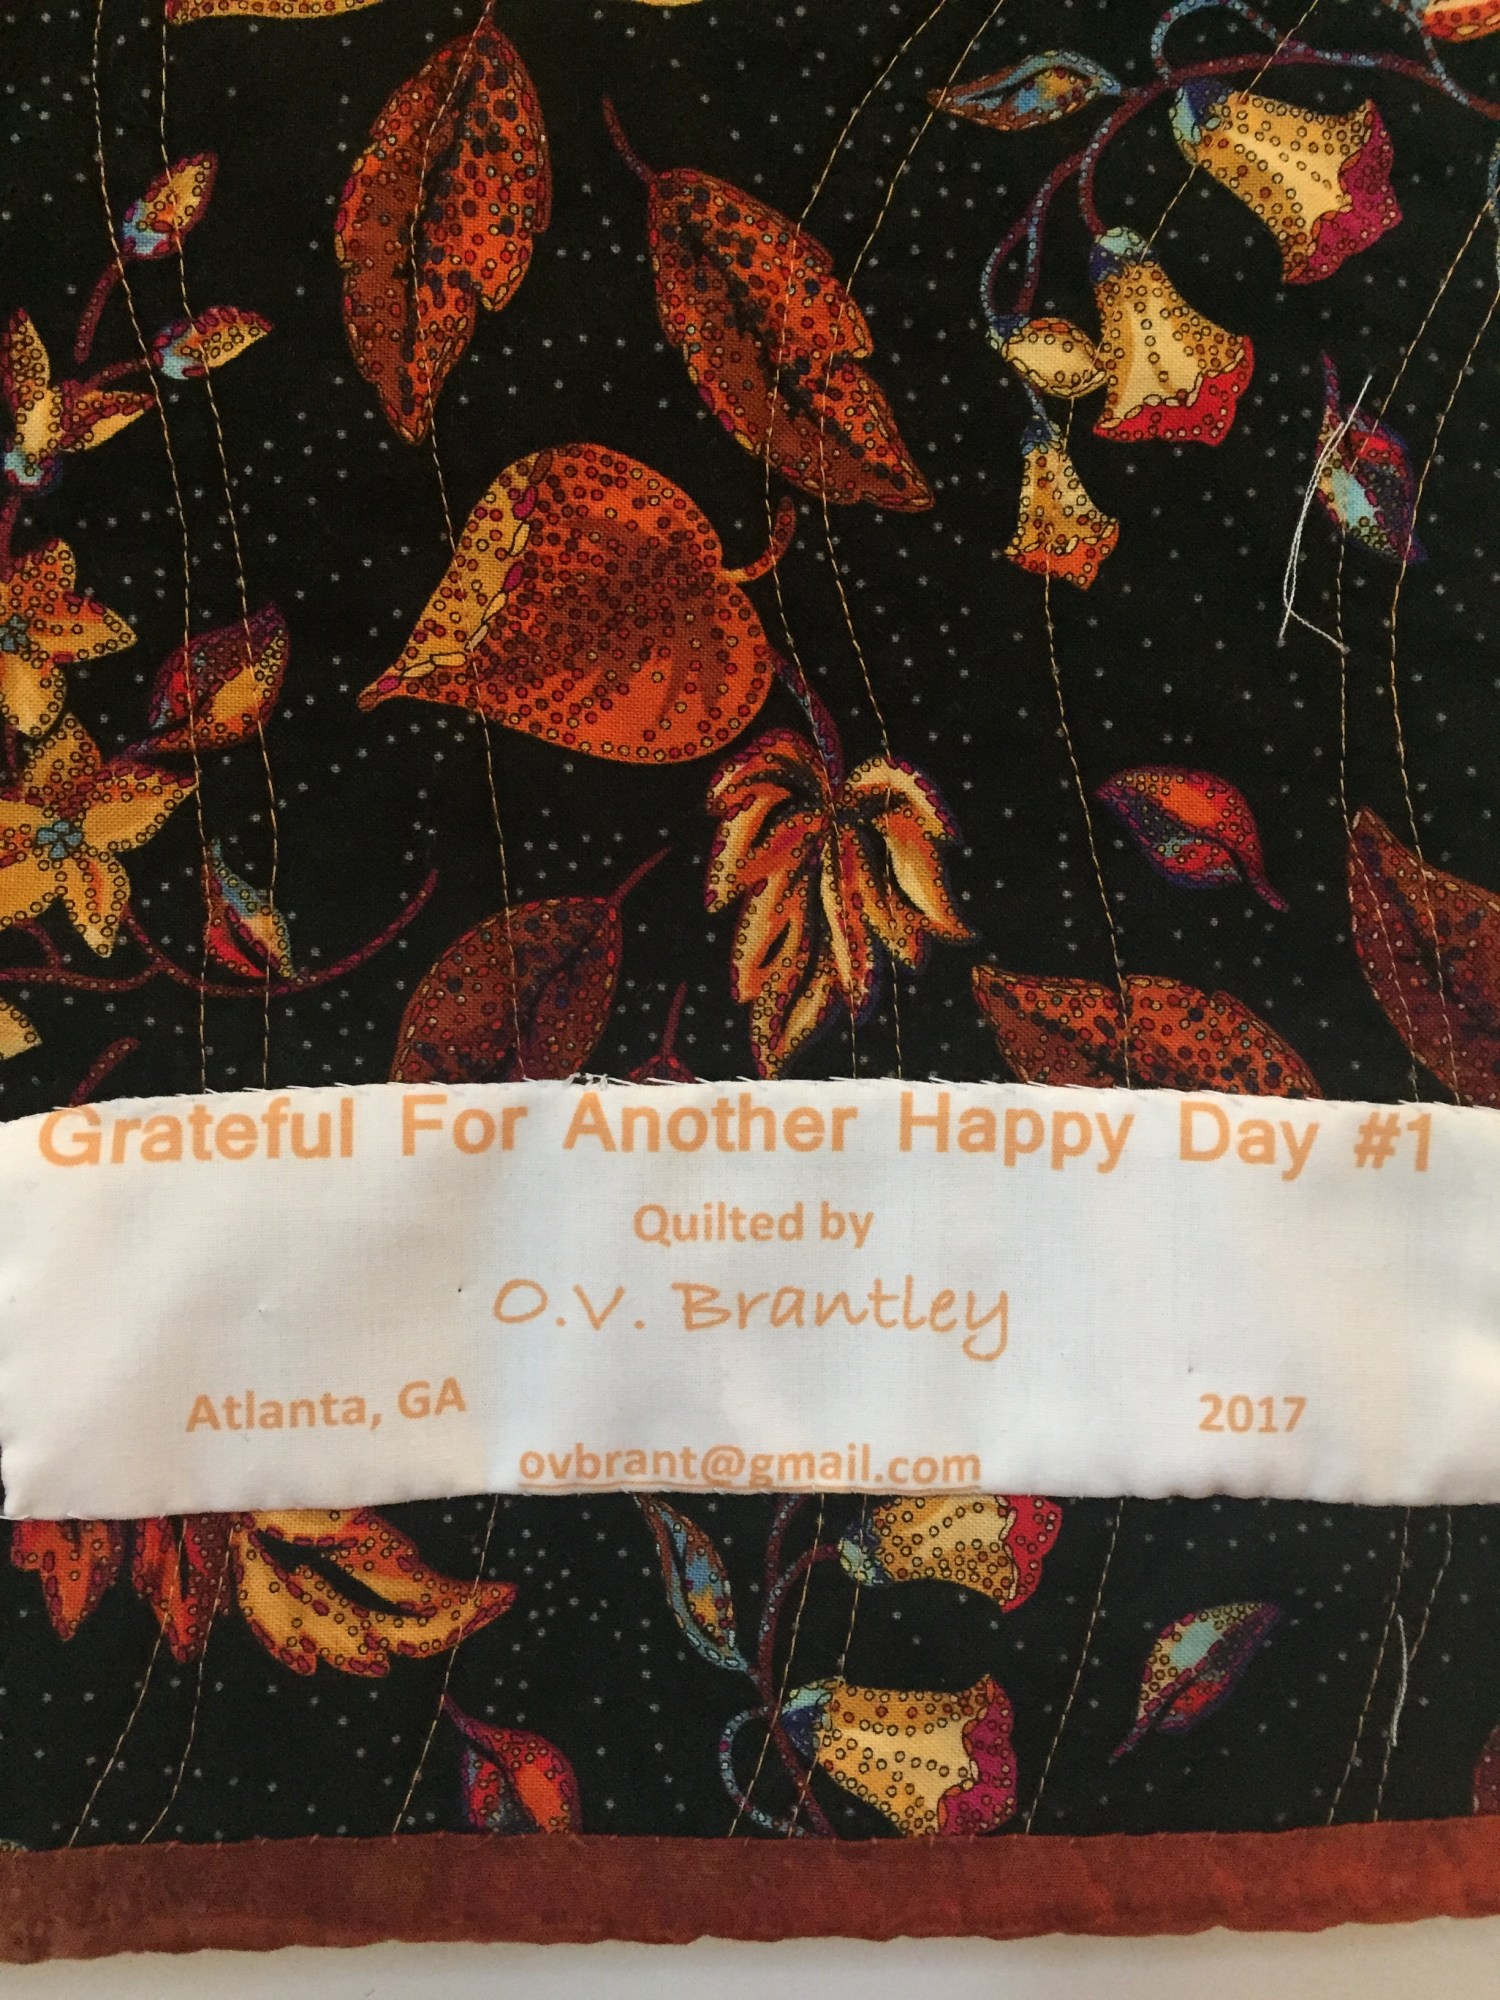 Grateful For Another Happy Day #1
Quilted by
O.V. Brantley
Atlanta, GA 2017
ovbrant@gmail.com